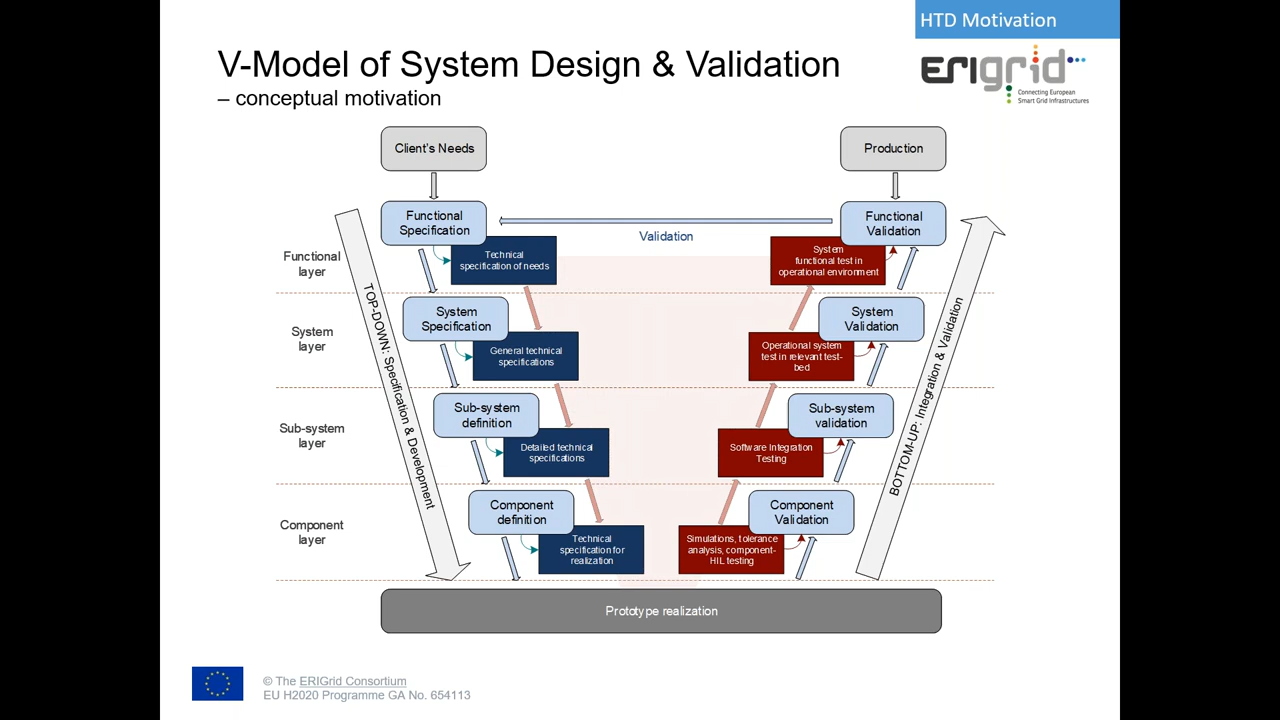 HTD Motivation
V-Model of System Design & Validation
– conceptual motivation
ERIGrid
Connecting European
Smart Grid Infrastructures
Client's Needs
Production
Functional
Specification
Functional
Validation
Validation
Functional
layer
Technical
specification of needs
System
functional test in
operational environment
System
Specification
System
Validation
System
layer
General technical
specifications
Operational system
test in relevant test-
bed
Sub-system
definition
Sub-system
validation
Sub-system
layer
Detailed technical
specifications
Software Integration
Testing
Component
definition
Component
Validation
Component
layer
Technical
specification for
realization
Simulations, tolerance
analysis, component-
HIL testing
TOP-DOWN: Specification & Development
BOTTOM-UP: Integration & Validation
Prototype realization
© The ERIGrid Consortium
EU H2020 Programme GA No. 654113